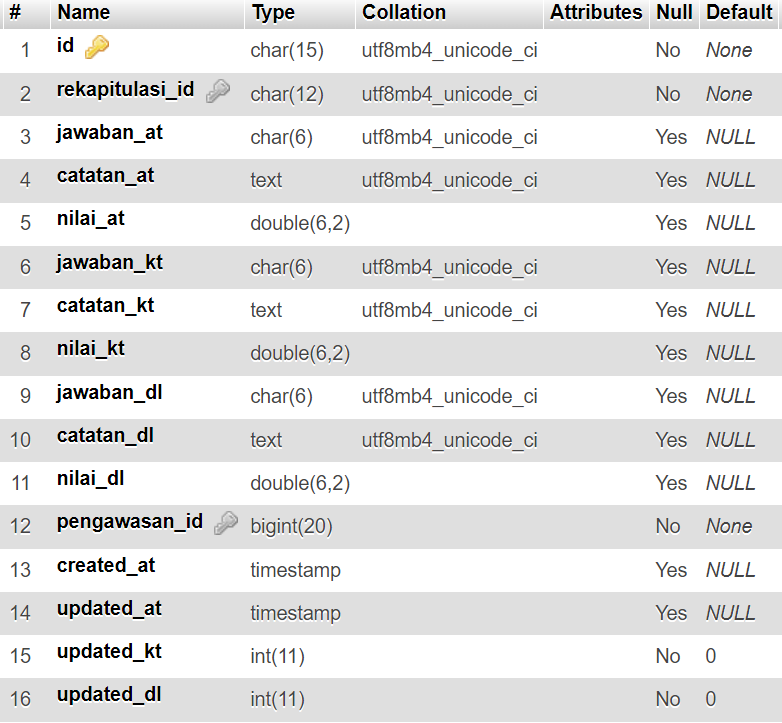 # Name Type Collation Attributes Null Default
1 id char(15) utf8mb4_unicode_ci No None
2 rekapitulasi_id char(12) utf8mb4_unicode_ci No None
3 jawaban_at char(6) utf8mb4_unicode_ci Yes NULL
4 catatan_at text utf8mb4_unicode_ci Yes NULL
5 nilai_at double(6,2) Yes NULL
6 jawaban_kt char(6) utf8mb4_unicode_ci Yes NULL
7 catatan_kt text utf8mb4_unicode_ci Yes NULL
8 nilai_kt double(6,2) Yes NULL
9 jawaban_dl char(6) utf8mb4_unicode_ci Yes NULL
10 catatan_dl text utf8mb4_unicode_ci Yes NULL
11 nilai_dl double(6,2) Yes NULL
12 pengawasan_id bigint(20) No None
13 created_at timestamp Yes NULL
14 updated_at timestamp Yes NULL
15 updated_kt int(11) No 0
16 updated_dl int(11) No 0